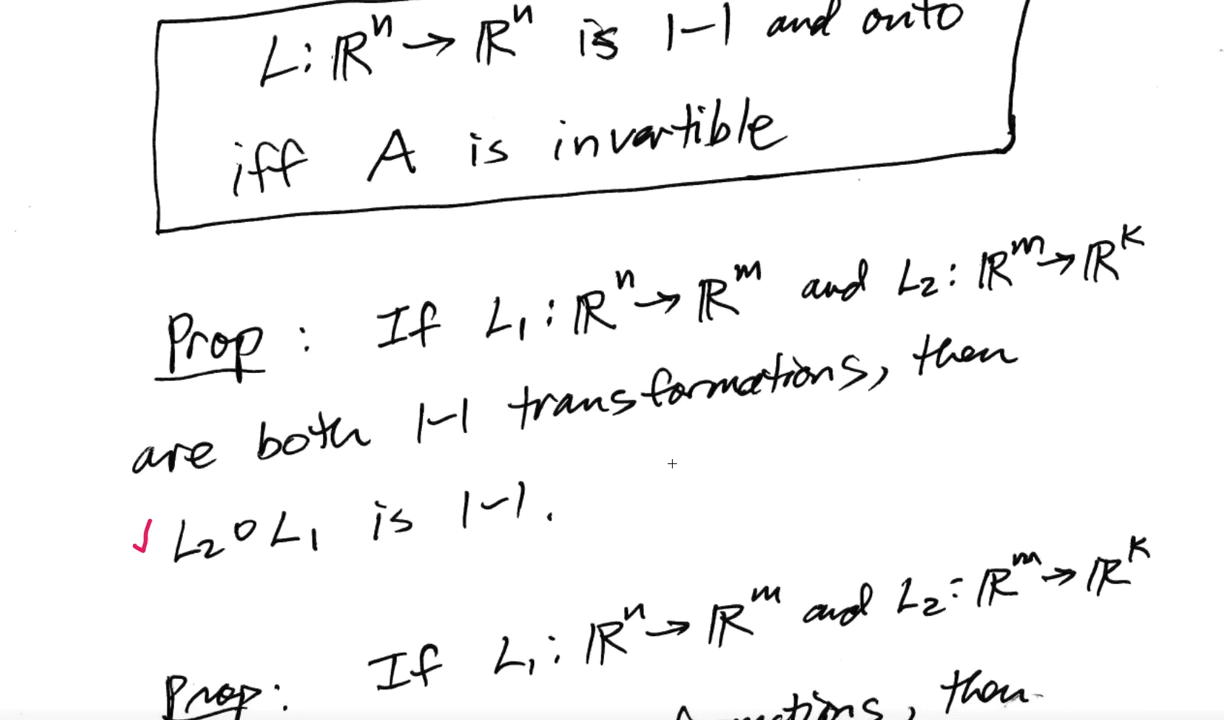 L: ℝⁿ → ℝⁿ is 1-1 and onto
iff A is invertible
Prop : If L₁ : ℝⁿ → ℝᵐ and L₂ : ℝᵐ → ℝᵏ
are both 1-1 transformations, then
✓ L₂ ∘ L₁ is 1-1.
Prop: If L₁ : ℝⁿ → ℝᵐ and L₂ : ℝᵐ → ℝᵏ
, then